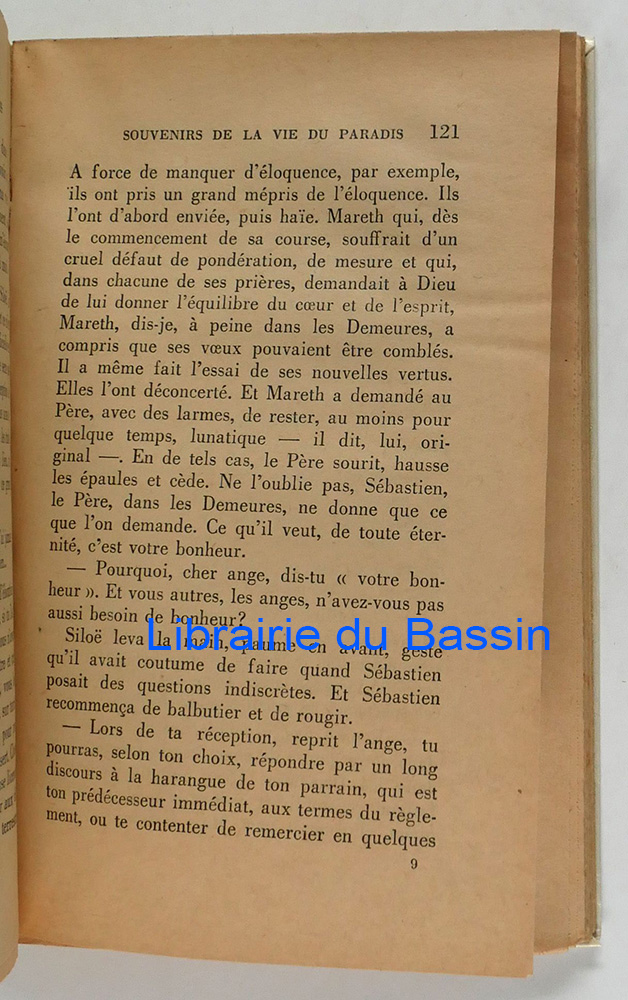 SOUVENIRS DE LA VIE DU PARADIS 121
A force de manquer d'éloquence, par exemple,
ils ont pris un grand mépris de l'éloquence. Ils
l'ont d'abord enviée, puis haïe. Mareth qui, dès
le commencement de sa course, souffrait d'un
cruel défaut de pondération, de mesure et qui,
dans chacune de ses prières, demandait à Dieu
de lui donner l'équilibre du cœur et de l'esprit,
Mareth, dis-je, à peine dans les Demeures, a
compris que ses vœux pouvaient être comblés.
Il a même fait l'essai de ses nouvelles vertus.
Elles l'ont déconcerté. Et Mareth a demandé au
Père, avec des larmes, de rester, au moins pour
quelque temps, lunatique — il dit, lui, ori-
ginal —. En de tels cas, le Père sourit, hausse
les épaules et cède. Ne l'oublie pas, Sébastien,
le Père, dans les Demeures, ne donne que ce
que l'on demande. Ce qu'il veut, de toute éter-
nité, c'est votre bonheur.
— Pourquoi, cher ange, dis-tu « votre bon-
heur ». Et vous autres, les anges, n'avez-vous pas
aussi besoin de bonheur?
Siloë leva la main, paume en avant, geste
qu'il avait coutume de faire quand Sébastien
posait des questions indiscrètes. Et Sébastien
recommença de balbutier et de rougir.
— Lors de ta réception, reprit l'ange, tu
pourras, selon ton choix, répondre par un long
discours à la harangue de ton parrain, qui est
ton prédécesseur immédiat, aux termes du règle-
ment, ou te contenter de remercier en quelques
9
Librairie du Bassin